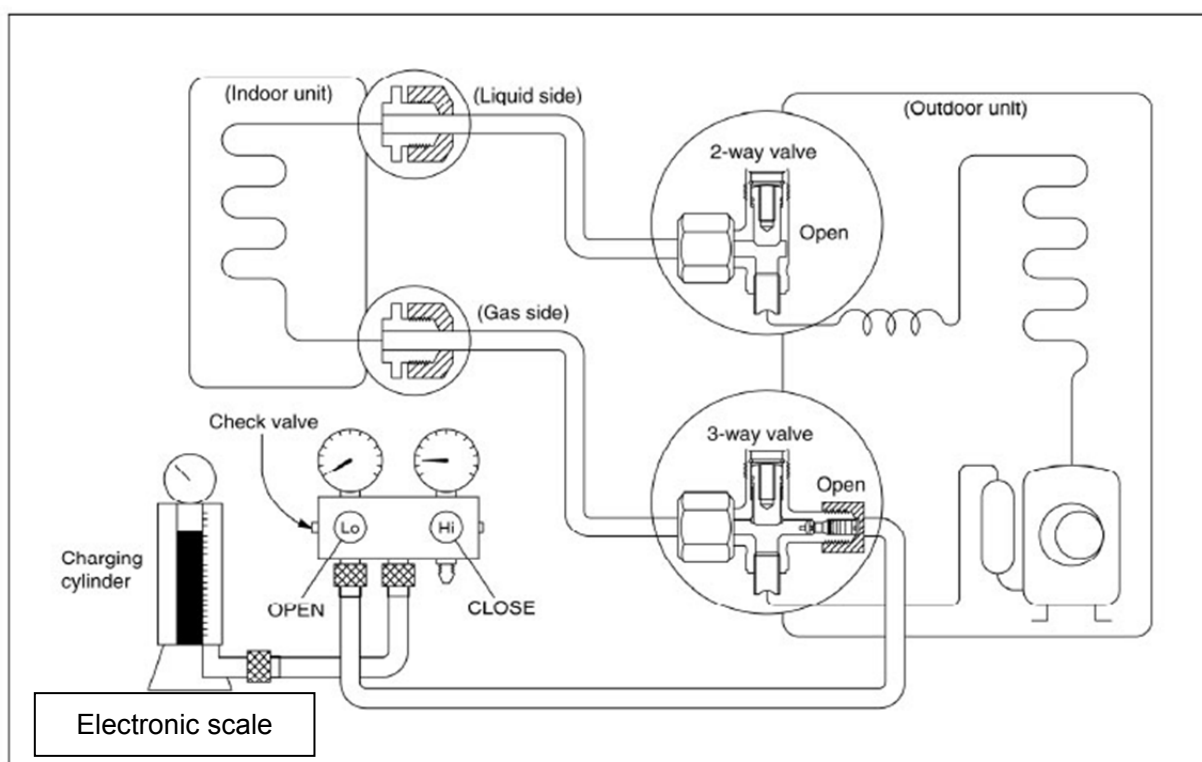 (Indoor unit)
(Liquid side)
(Outdoor unit)
2-way valve
Open
(Gas side)
Check valve
3-way valve
Open
Lo
Hi
Charging
cylinder
OPEN
CLOSE
Electronic scale